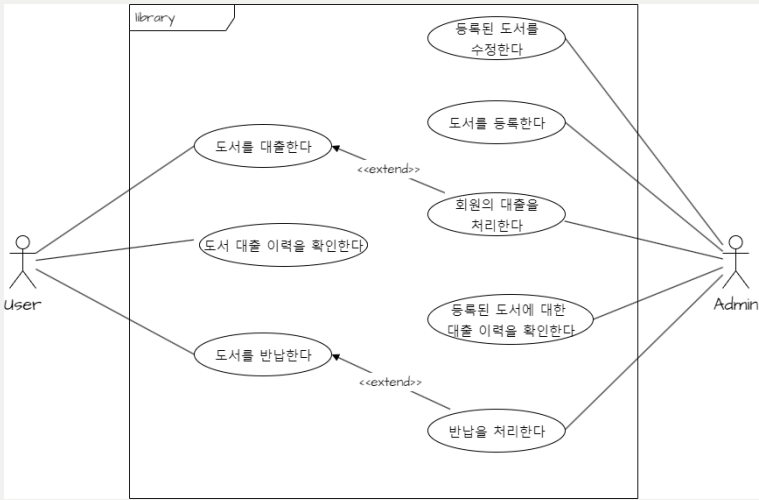 library
등록된 도서를
수정한다
도서를 등록한다
도서를 대출한다
<<extend>>
회원의 대출을
처리한다
도서 대출 이력을 확인한다
User
Admin
등록된 도서에 대한
대출 이력을 확인한다
도서를 반납한다
<<extend>>
반납을 처리한다